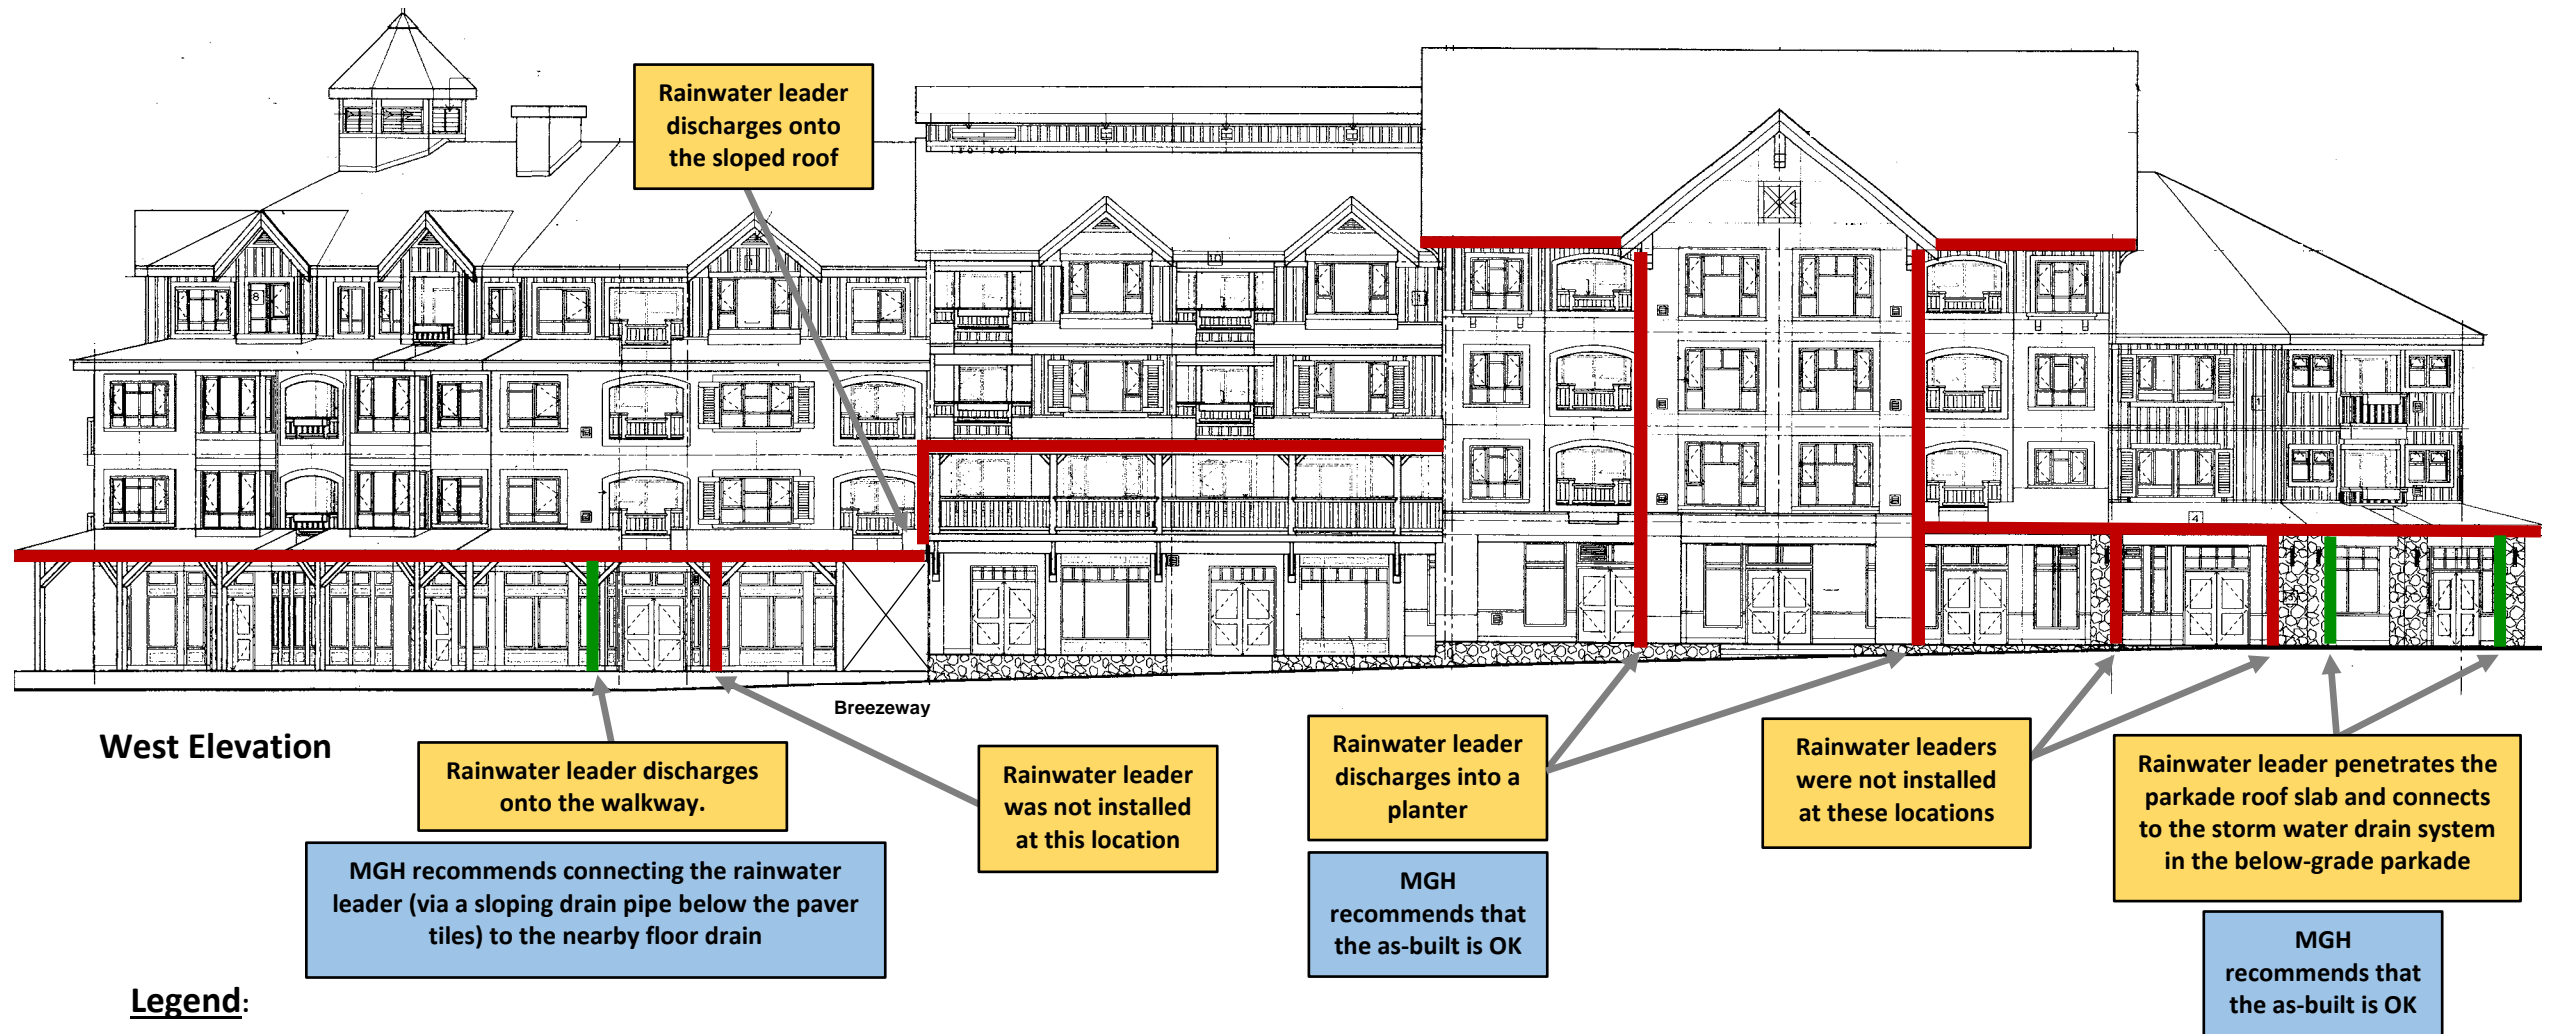 Rainwater leader
discharges onto
the sloped roof
8
10
4
Breezeway
West Elevation
Rainwater leader discharges
onto the walkway.
MGH recommends connecting the rainwater
leader (via a sloping drain pipe below the paver
tiles) to the nearby floor drain
Rainwater leader
was not installed
at this location
Rainwater leader
discharges into a
planter
MGH
recommends that
the as-built is OK
Rainwater leaders
were not installed
at these locations
Rainwater leader penetrates the
parkade roof slab and connects
to the storm water drain system
in the below-grade parkade
MGH
recommends that
the as-built is OK
Legend: